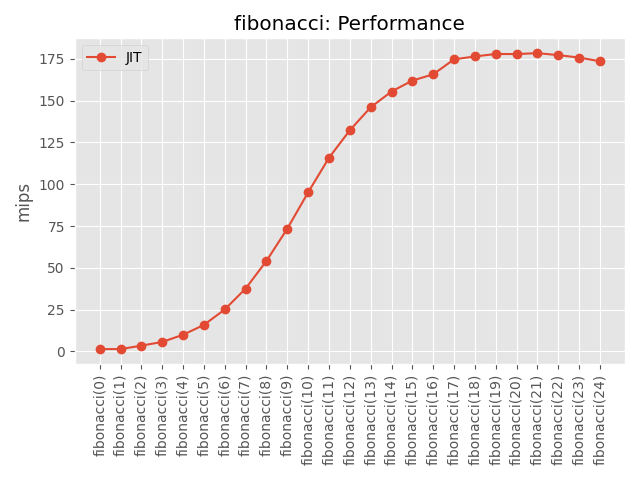 fibonacci: Performance
JIT
mips
175
150
125
100
75
50
25
0
fibonacci(0)
fibonacci(1)
fibonacci(2)
fibonacci(3)
fibonacci(4)
fibonacci(5)
fibonacci(6)
fibonacci(7)
fibonacci(8)
fibonacci(9)
fibonacci(10)
fibonacci(11)
fibonacci(12)
fibonacci(13)
fibonacci(14)
fibonacci(15)
fibonacci(16)
fibonacci(17)
fibonacci(18)
fibonacci(19)
fibonacci(20)
fibonacci(21)
fibonacci(22)
fibonacci(23)
fibonacci(24)